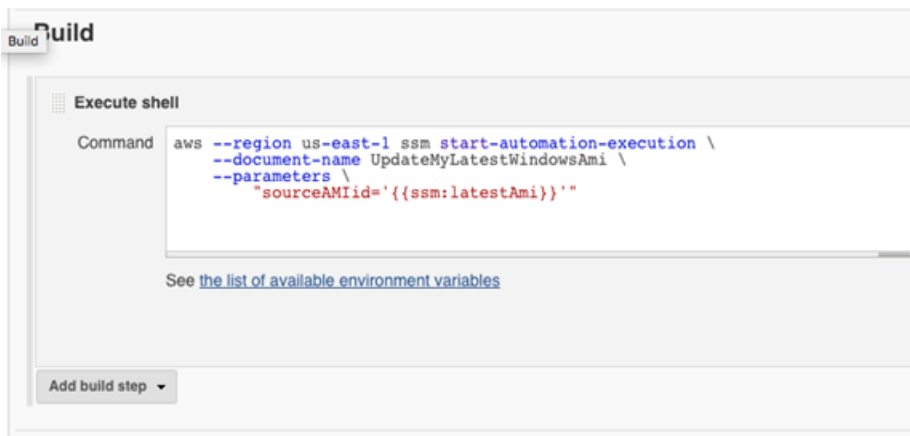 Build
Build
Execute shell
Command
aws --region us-east-1 ssm start-automation-execution \
--document-name UpdateMyLatestWindowsAmi \
--parameters \
"sourceAMIid='{{ssm:latestAmi}}'"
See the list of available environment variables
Add build step